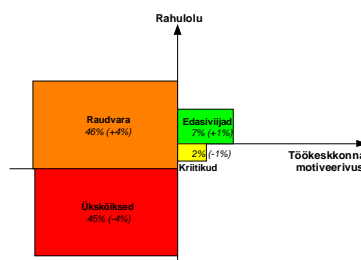 Rahulolu
Raudvara
46% (+4%)
Edasiviijad
7% (+1%)
2% (-1%)
Kriitikud
Töökeskkonna
motiveerivus
Ükskõiksed
45% (-4%)